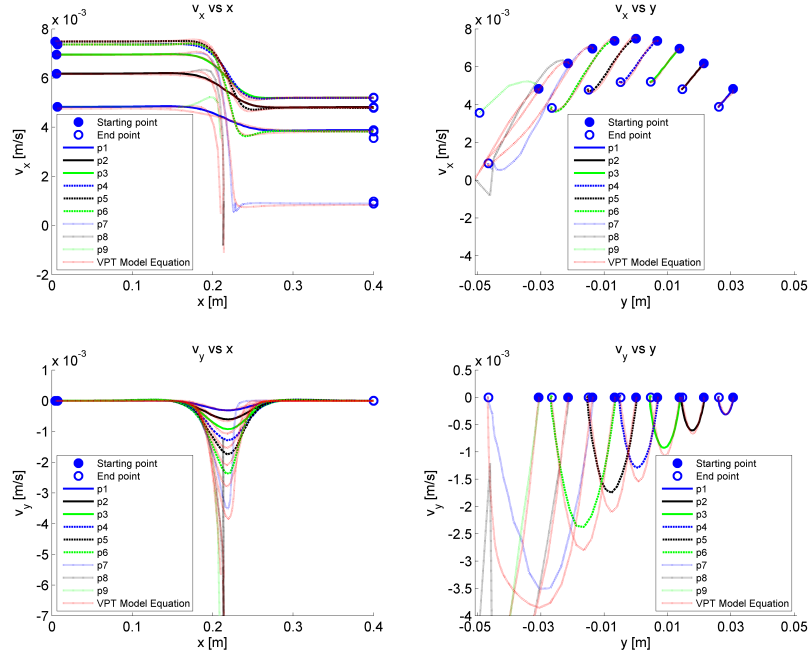 v_x vs x
x 10^-3
8
6
4
2
0
-2
v_x [m/s]
0
0.1
0.2
0.3
0.4
x [m]
Starting point
End point
p1
p2
p3
p4
p5
p6
p7
p8
p9
VPT Model Equation
v_x vs y
x 10^-3
8
6
4
2
0
-2
-4
v_x [m/s]
-0.05
-0.03
-0.01
0.01
0.03
0.05
y [m]
Starting point
End point
p1
p2
p3
p4
p5
p6
p7
p8
p9
VPT Model Equation
v_y vs x
x 10^-3
1
0
-1
-2
-3
-4
-5
-6
-7
v_y [m/s]
0
0.1
0.2
0.3
0.4
x [m]
Starting point
End point
p1
p2
p3
p4
p5
p6
p7
p8
p9
VPT Model Equation
v_y vs y
x 10^-3
0.5
0
-0.5
-1
-1.5
-2
-2.5
-3
-3.5
-4
v_y [m/s]
-0.05
-0.03
-0.01
0.01
0.03
0.05
y [m]
Starting point
End point
p1
p2
p3
p4
p5
p6
p7
p8
p9
VPT Model Equation